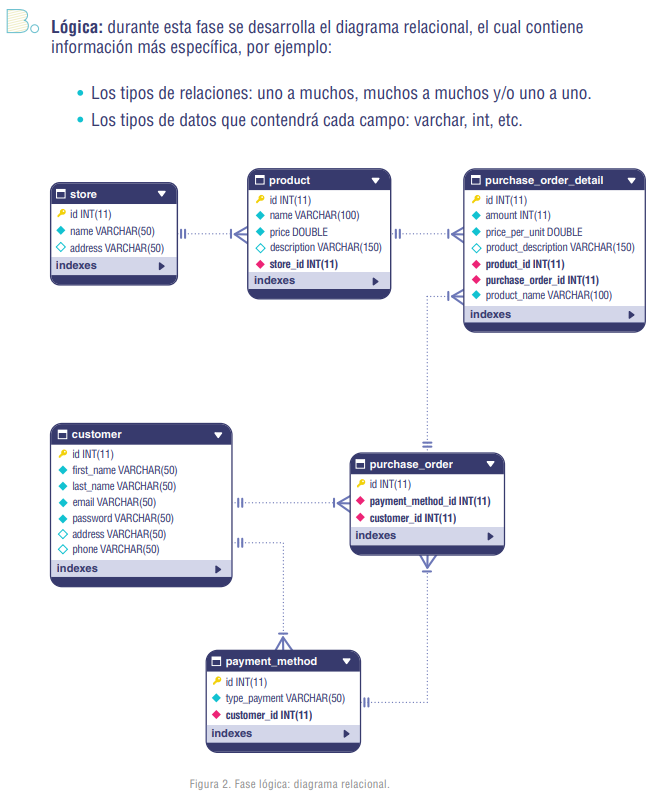 B.
Lógica: durante esta fase se desarrolla el diagrama relacional, el cual contiene
información más específica, por ejemplo:
• Los tipos de relaciones: uno a muchos, muchos a muchos y/o uno a uno.
• Los tipos de datos que contendrá cada campo: varchar, int, etc.
store
id INT(11)
name VARCHAR(50)
address VARCHAR(50)
indexes
product
id INT(11)
name VARCHAR(100)
price DOUBLE
description VARCHAR(150)
store_id INT(11)
indexes
purchase_order_detail
id INT(11)
amount INT(11)
price_per_unit DOUBLE
product_description VARCHAR(150)
product_id INT(11)
purchase_order_id INT(11)
product_name VARCHAR(100)
indexes
customer
id INT(11)
first_name VARCHAR(50)
last_name VARCHAR(50)
email VARCHAR(50)
password VARCHAR(50)
address VARCHAR(50)
phone VARCHAR(50)
indexes
purchase_order
id INT(11)
payment_method_id INT(11)
customer_id INT(11)
indexes
payment_method
id INT(11)
type_payment VARCHAR(50)
customer_id INT(11)
indexes
Figura 2. Fase lógica: diagrama relacional.